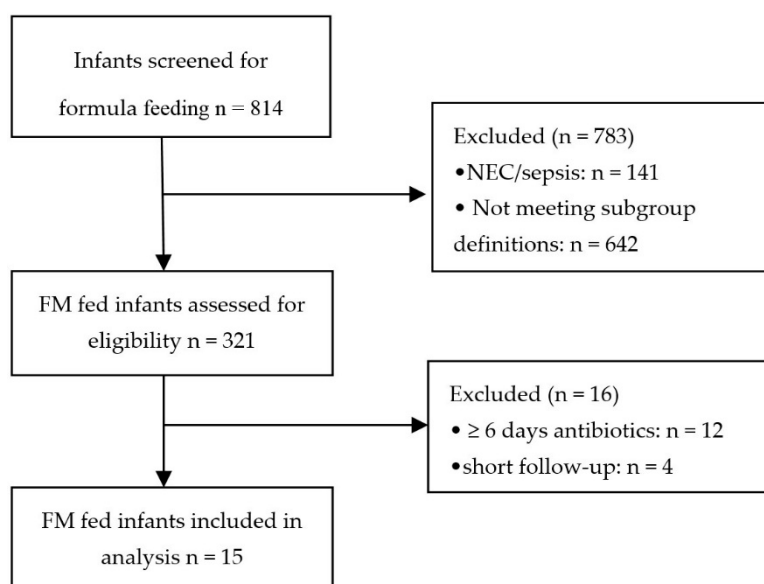 Infants screened for
formula feeding n = 814
Excluded (n = 783)
•NEC/sepsis: n = 141
• Not meeting subgroup
definitions: n = 642
FM fed infants assessed for
eligibility n = 321
Excluded (n = 16)
• ≥ 6 days antibiotics: n = 12
•short follow-up: n = 4
FM fed infants included in
analysis n = 15